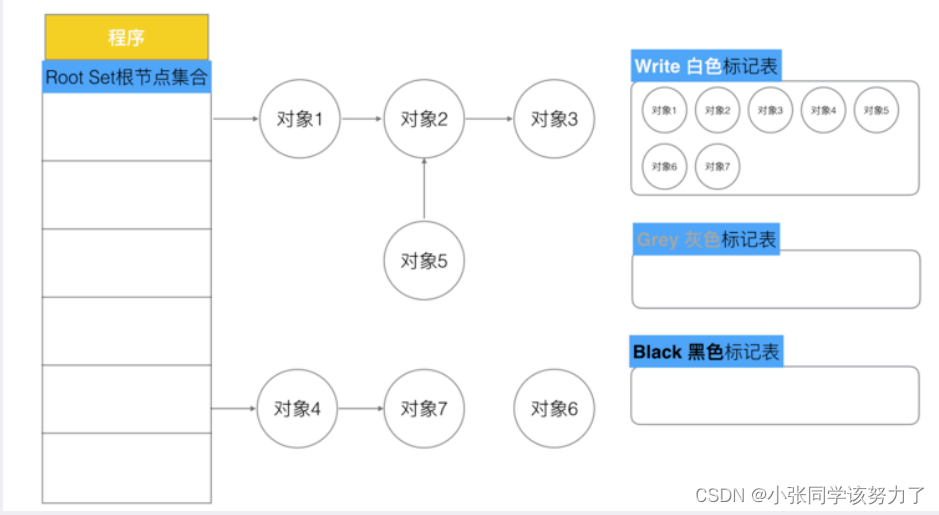 程序
Root Set根节点集合
对象1
对象2
对象3
对象5
对象4
对象7
对象6
Write 白色标记表
对象1
对象2
对象3
对象4
对象5
对象6
对象7
Grey 灰色标记表
Black 黑色标记表
CSDN @小张同学该努力了